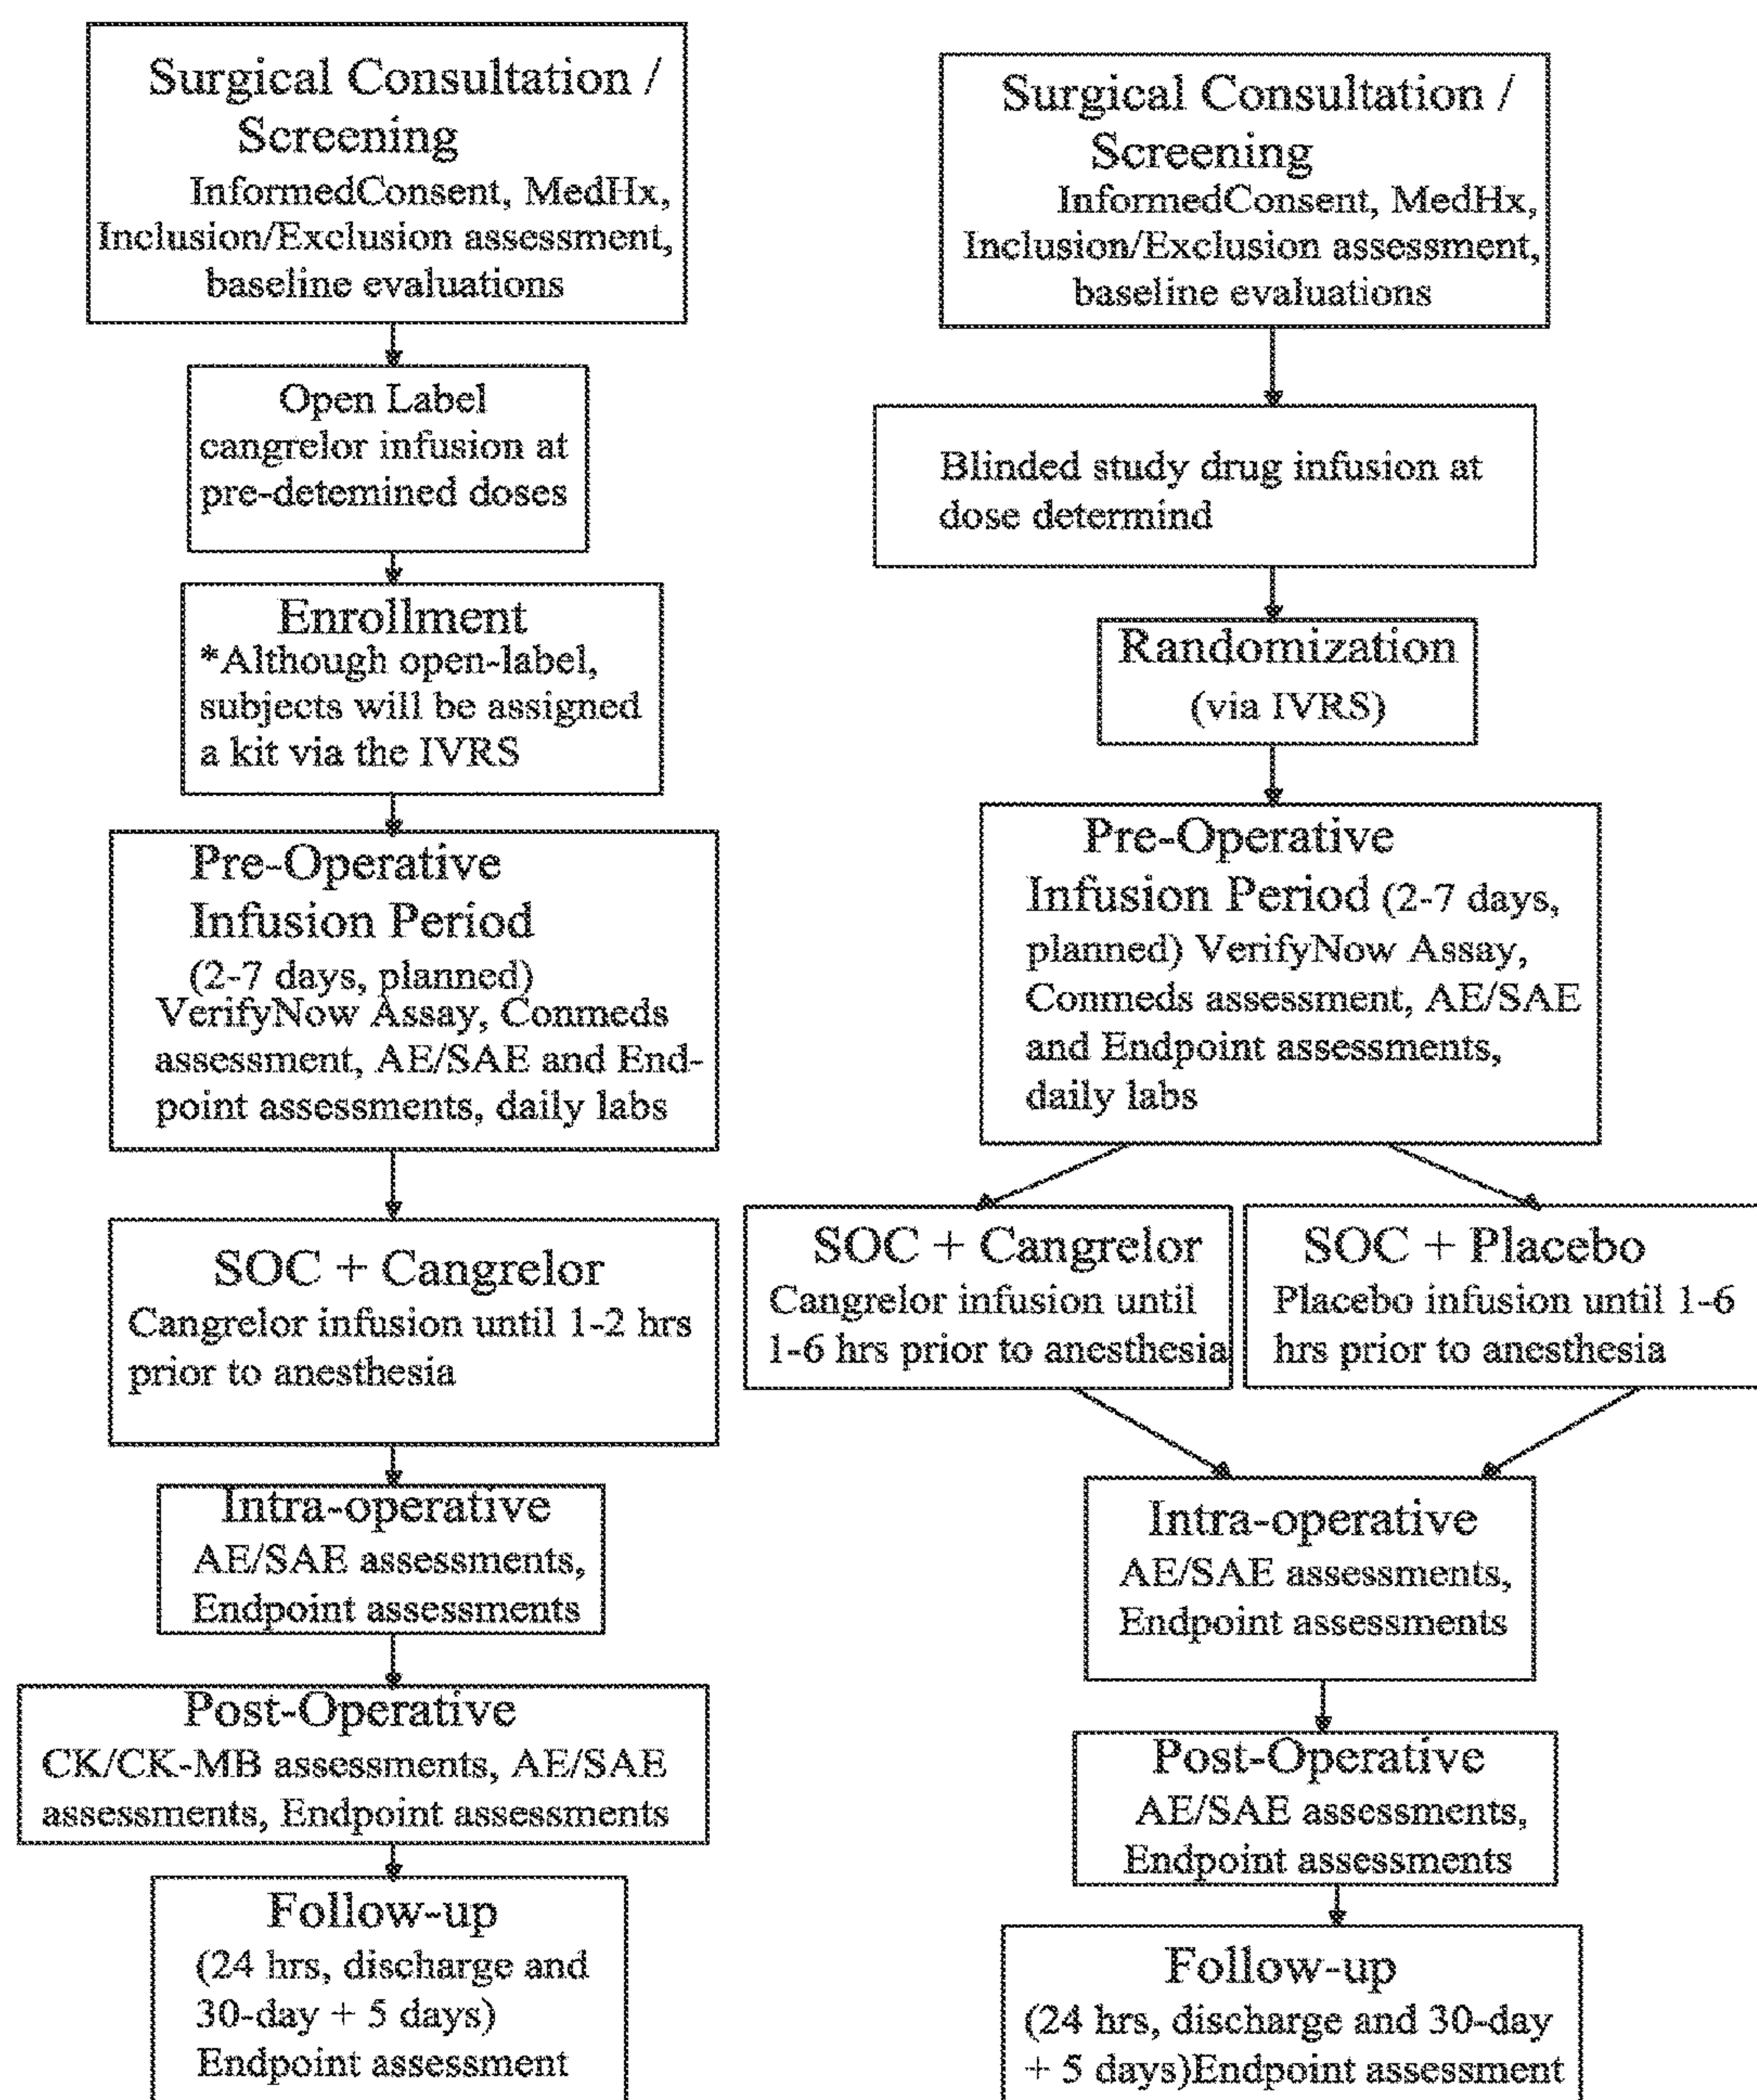 Surgical Consultation /
Screening
InformedConsent, MedHx,
Inclusion/Exclusion assessment,
baseline evaluations
Open Label
cangrelor infusion at
pre-detemined doses
Enrollment
*Although open-label,
subjects will be assigned
a kit via the IVRS
Pre-Operative
Infusion Period
(2-7 days, planned)
VerifyNow Assay, Conmeds
assessment, AE/SAE and End-
point assessments, daily labs
SOC + Cangrelor
Cangrelor infusion until 1-2 hrs
prior to anesthesia
Intra-operative
AE/SAE assessments,
Endpoint assessments
Post-Operative
CK/CK-MB assessments, AE/SAE
assessments, Endpoint assessments
Follow-up
(24 hrs, discharge and
30-day + 5 days)
Endpoint assessment
Surgical Consultation /
Screening
InformedConsent, MedHx,
Inclusion/Exclusion assessment,
baseline evaluations
Blinded study drug infusion at
dose determind
Randomization
(via IVRS)
Pre-Operative
Infusion Period (2-7 days,
planned) VerifyNow Assay,
Conmeds assessment, AE/SAE
and Endpoint assessments,
daily labs
SOC + Cangrelor
Cangrelor infusion until
1-6 hrs prior to anesthesia
SOC + Placebo
Placebo infusion until 1-6
hrs prior to anesthesia
Intra-operative
AE/SAE assessments,
Endpoint assessments
Post-Operative
AE/SAE assessments,
Endpoint assessments
Follow-up
(24 hrs, discharge and 30-day
+ 5 days)Endpoint assessment